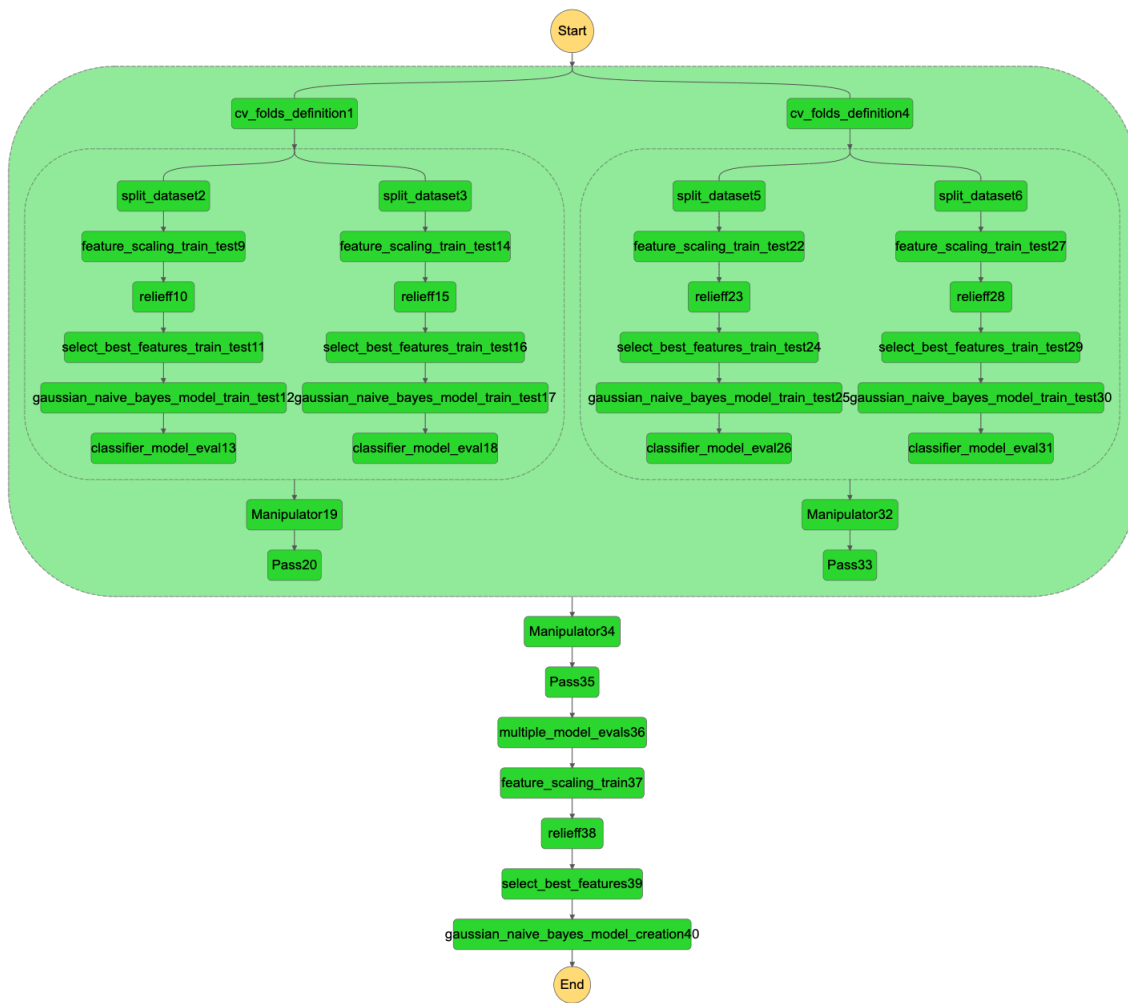 Start
cv_folds_definition1
cv_folds_definition4
split_dataset2
split_dataset3
split_dataset5
split_dataset6
feature_scaling_train_test9
feature_scaling_train_test14
feature_scaling_train_test22
feature_scaling_train_test27
relieff10
relieff15
relieff23
relieff28
select_best_features_train_test11
select_best_features_train_test16
select_best_features_train_test24
select_best_features_train_test29
gaussian_naive_bayes_model_train_test12
gaussian_naive_bayes_model_train_test17
gaussian_naive_bayes_model_train_test25
gaussian_naive_bayes_model_train_test30
classifier_model_eval13
classifier_model_eval18
classifier_model_eval26
classifier_model_eval31
Manipulator19
Manipulator32
Pass20
Pass33
Manipulator34
Pass35
multiple_model_evals36
feature_scaling_train37
relieff38
select_best_features39
gaussian_naive_bayes_model_creation40
End